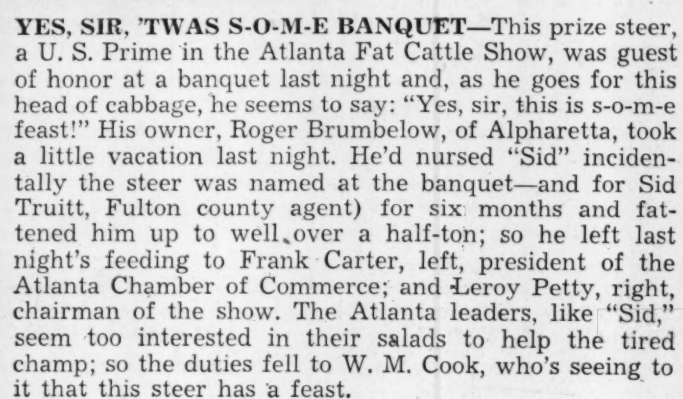 YES, SIR, 'TWAS S-O-M-E BANQUET—This prize steer,
a U. S. Prime in the Atlanta Fat Cattle Show, was guest
of honor at a banquet last night and, as he goes for this
head of cabbage, he seems to say: “Yes, sir, this is s-o-m-e
feast!” His owner, Roger Brumbelow, of Alpharetta, took
a little vacation last night. He'd nursed “Sid” inciden-
tally the steer was named at the banquet—and for Sid
Truitt, Fulton county agent) for six months and fat-
tened him up to well over a half-ton; so he left last
night's feeding to Frank Carter, left, president of the
Atlanta Chamber of Commerce; and Leroy Petty, right,
chairman of the show. The Atlanta leaders, like “Sid,”
seem too interested in their salads to help the tired
champ; so the duties fell to W. M. Cook, who's seeing to
it that this steer has a feast.